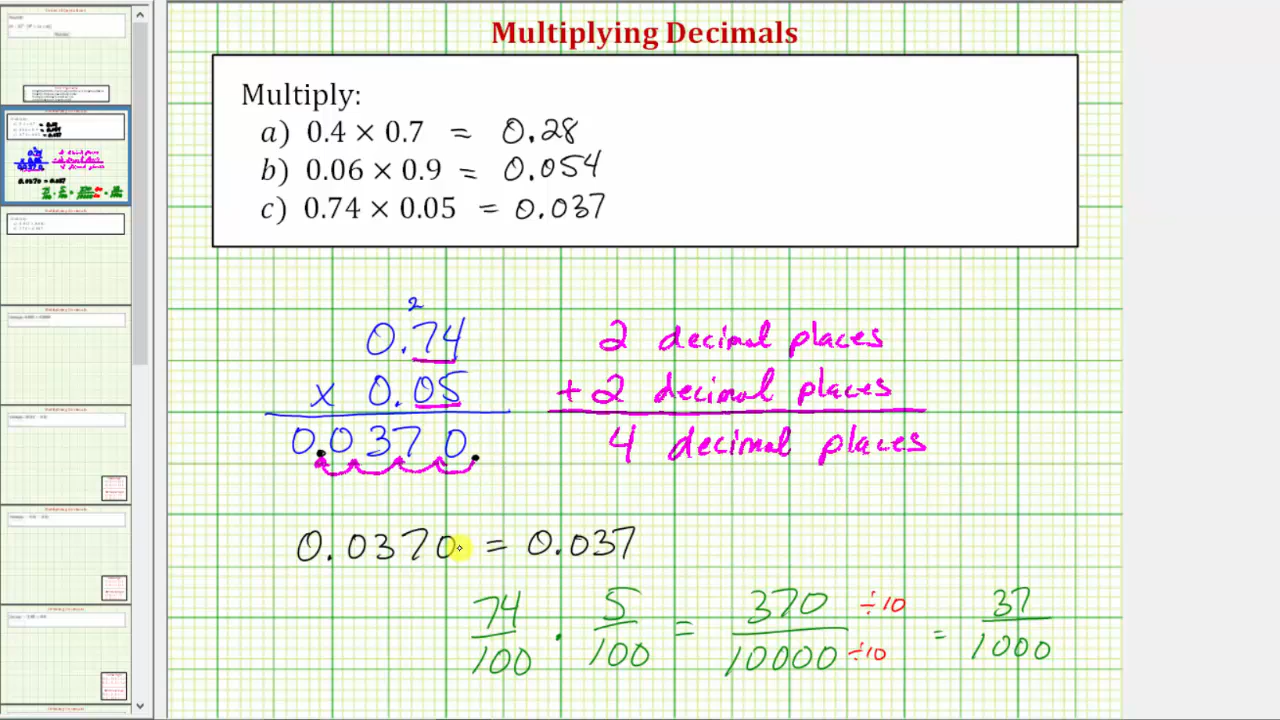 Multiplying Decimals
Multiply:
a) 0.4 × 0.7 = 0.28
b) 0.06 × 0.9 = 0.054
c) 0.74 × 0.05 = 0.037
2
0.74 2 decimal places
x 0.05 + 2 decimal places
0.0370. 4 decimal places
0.0370 = 0.037
74/100 · 5/100 = 370/10000 ÷10/÷10 = 37/1000